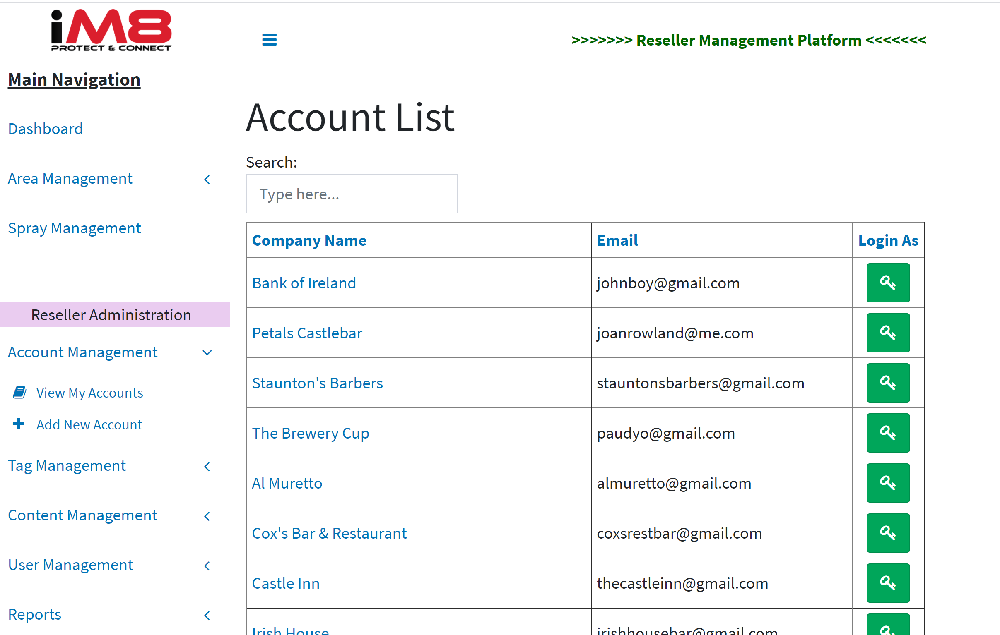 iM8
PROTECT & CONNECT
>>>>>>> Reseller Management Platform <<<<<<<
Main Navigation
Dashboard
Area Management
Spray Management
Reseller Administration
Account Management
View My Accounts
Add New Account
Tag Management
Content Management
User Management
Reports
Account List
Search:
Type here...
Company Name Email Login As
Bank of Ireland johnboy@gmail.com
Petals Castlebar joanrowland@me.com
Staunton's Barbers stauntonsbarbers@gmail.com
The Brewery Cup paudyo@gmail.com
Al Muretto almuretto@gmail.com
Cox's Bar & Restaurant coxsrestbar@gmail.com
Castle Inn thecastleinn@gmail.com
Irish House irishhousebar@gmail.com